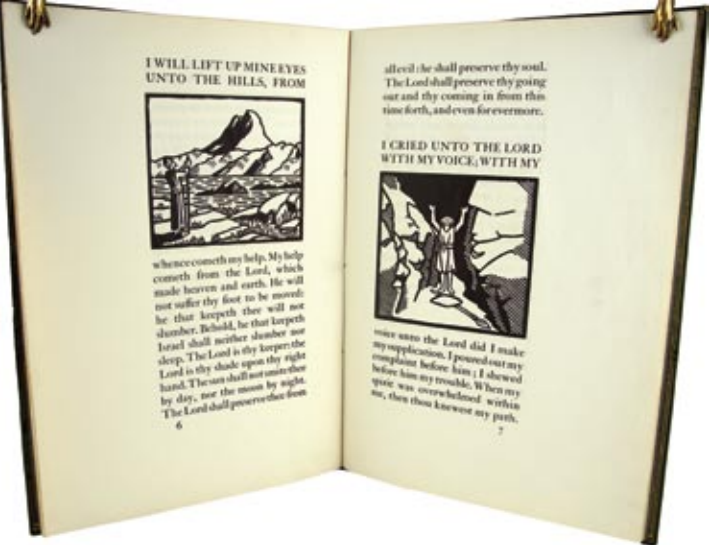 I WILL LIFT UP MINE EYES
UNTO THE HILLS, FROM
whence cometh my help. My help
cometh from the Lord, which
made heaven and earth. He will
not suffer thy foot to be moved:
he that keepeth thee will not
slumber. Behold, he that keepeth
Israel shall neither slumber nor
sleep. The Lord is thy keeper: the
Lord is thy shade upon thy right
hand. The sun shall not smite thee
by day, nor the moon by night.
The Lord shall preserve thee from
6
all evil: he shall preserve thy soul.
The Lord shall preserve thy going
out and thy coming in from this
time forth, and even for evermore.
I CRIED UNTO THE LORD
WITH MY VOICE; WITH MY
voice unto the Lord did I make
my supplication. I poured out my
complaint before him; I shewed
before him my trouble. When my
spirit was overwhelmed within
me, then thou knewest my path.
7